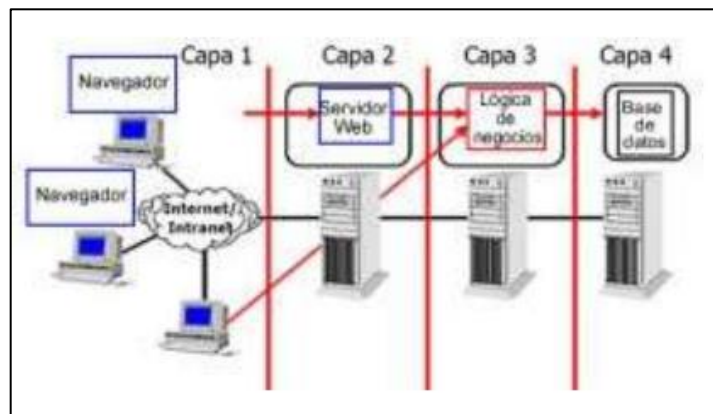 Capa 1
Capa 2
Capa 3
Capa 4
Navegador
Servidor
Web
Lógica
de
negocios
Base
de
datos
Navegador
Internet/
Intranet